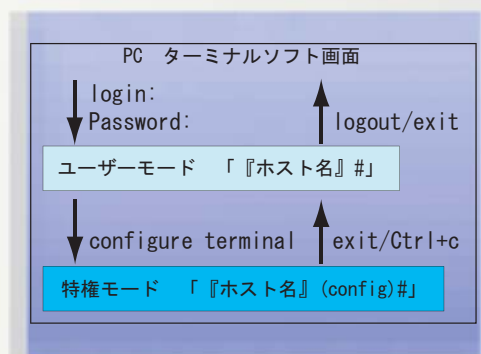 PC ターミナルソフト画面
login:
Password:
logout/exit
ユーザーモード 「『ホスト名』#」
configure terminal
exit/Ctrl+c
特権モード 「『ホスト名』(config)#」